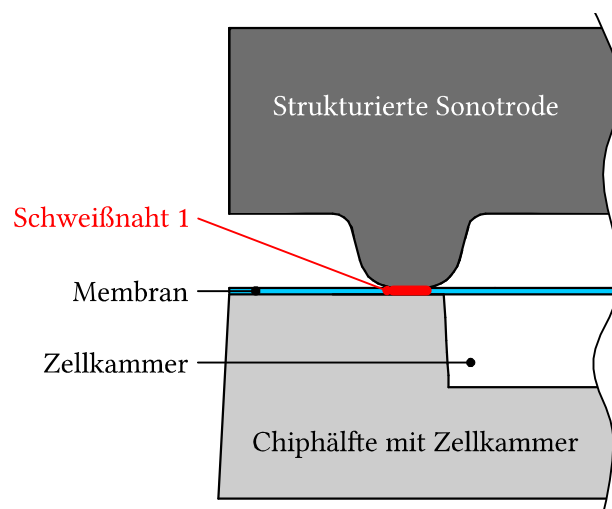 Strukturierte Sonotrode
Schweißnaht 1
Membran
Zellkammer
Chiphälfte mit Zellkammer